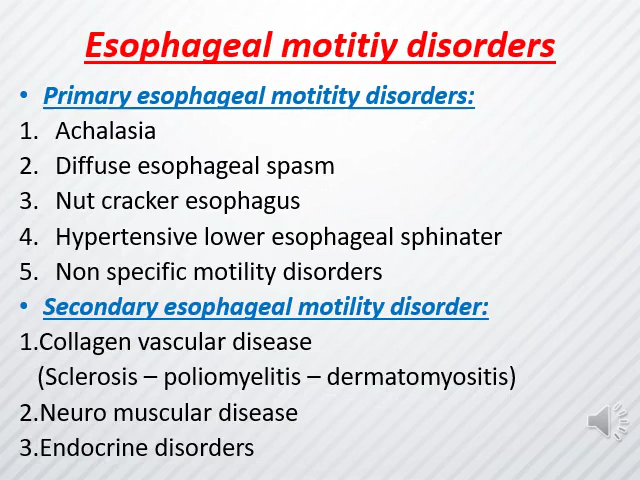 Esophageal motitiy disorders
• Primary esophageal motitity disorders:
1. Achalasia
2. Diffuse esophageal spasm
3. Nut cracker esophagus
4. Hypertensive lower esophageal sphinater
5. Non specific motility disorders
• Secondary esophageal motility disorder:
1.Collagen vascular disease
(Sclerosis – poliomyelitis – dermatomyositis)
2.Neuro muscular disease
3.Endocrine disorders